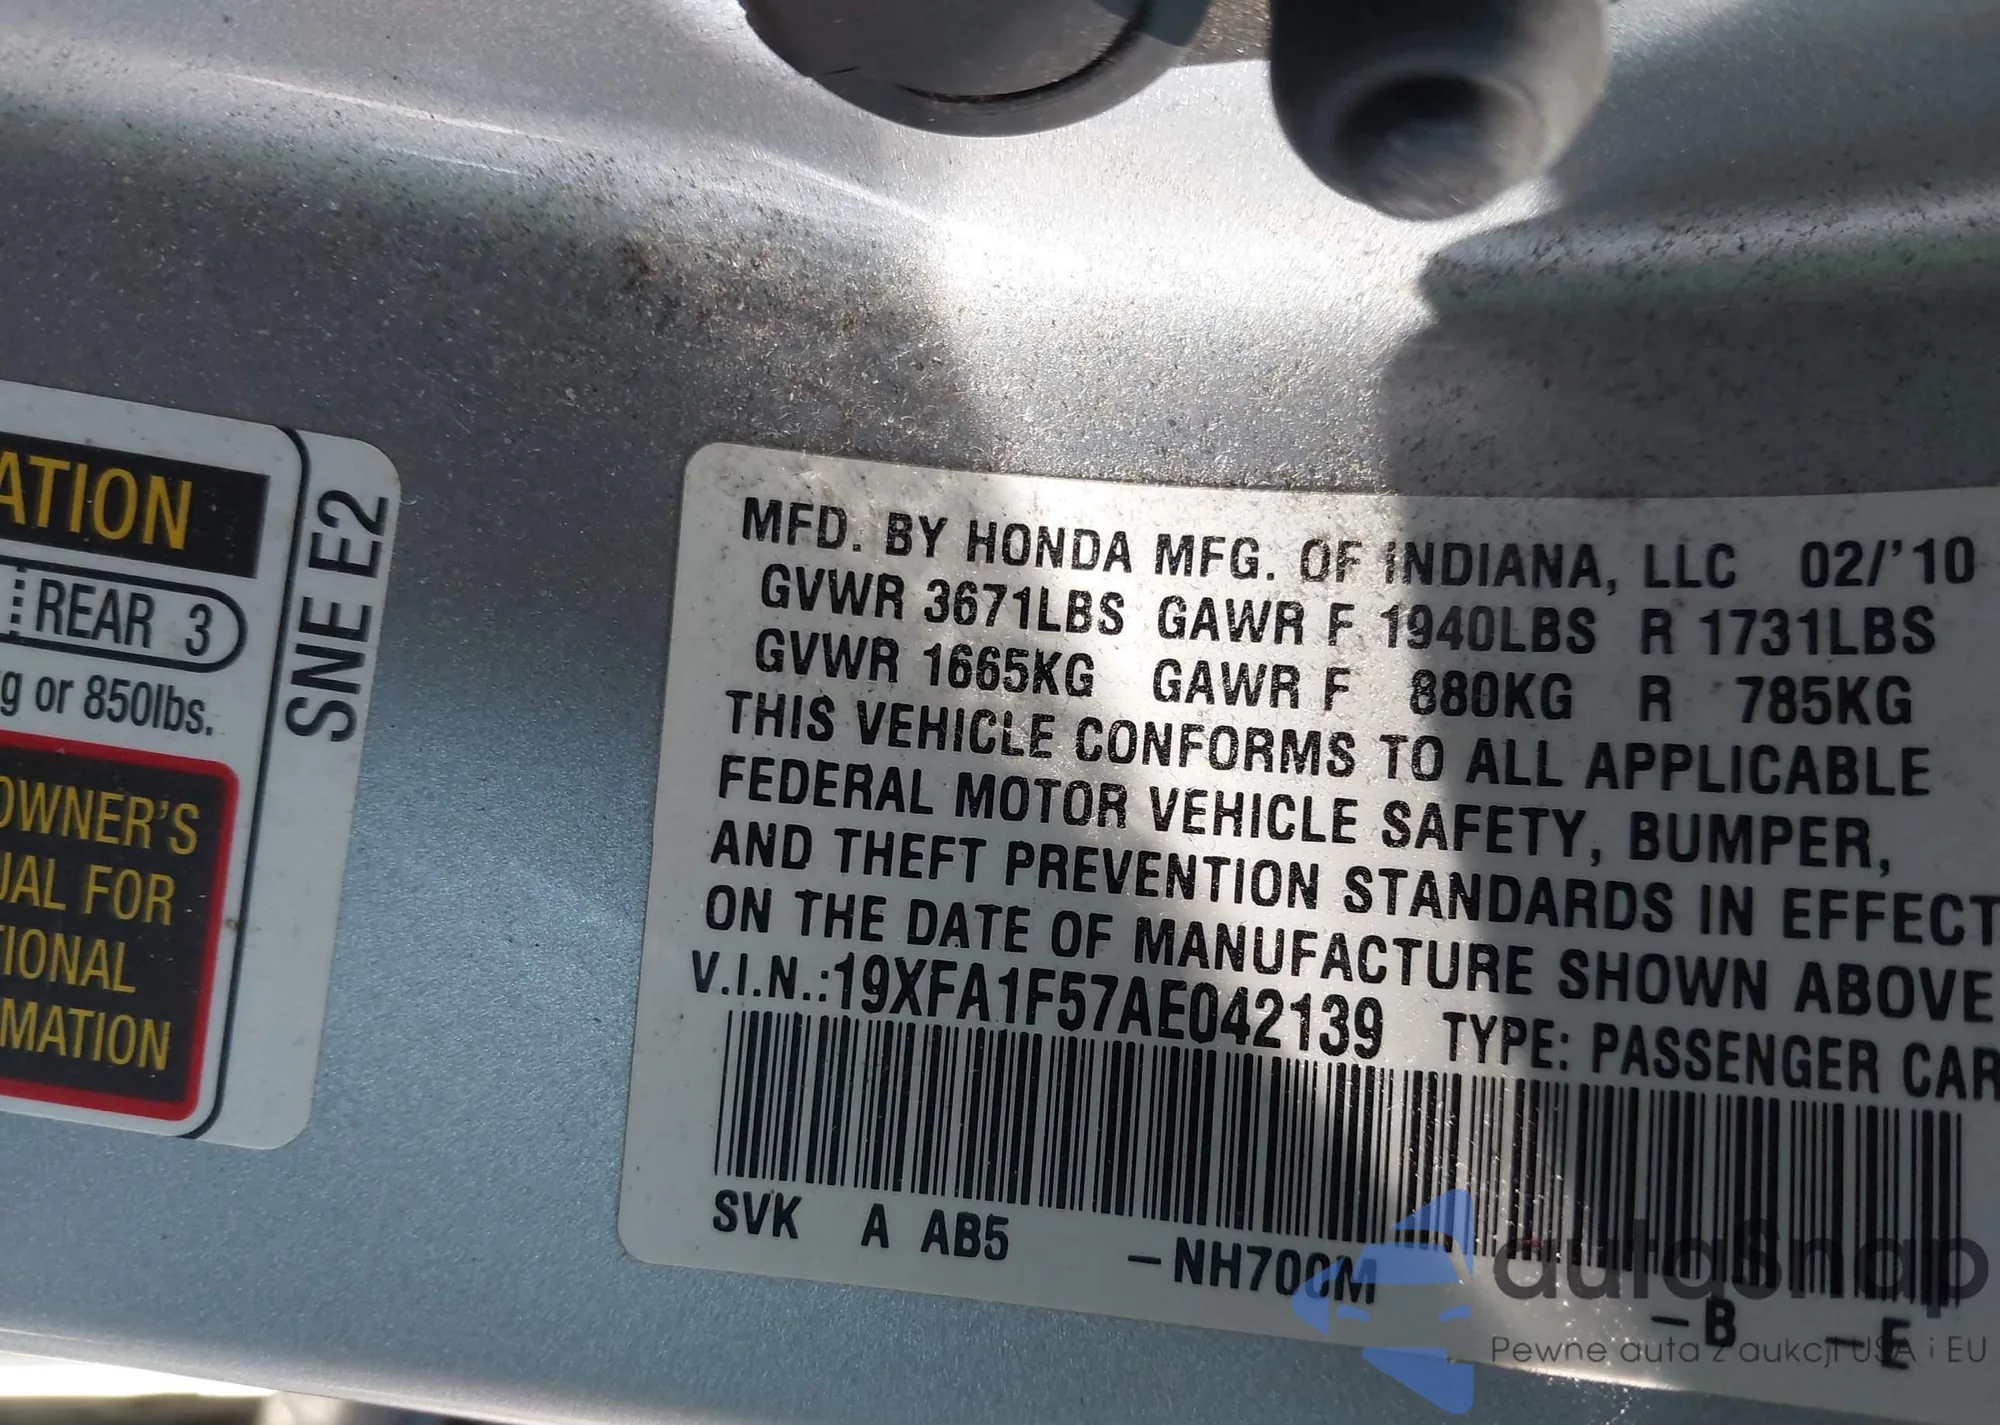 ATION
REAR 3
g or 850lbs.
OWNER'S
UAL FOR
TIONAL
MATION
SNE E2
MFD. BY HONDA MFG. OF INDIANA, LLC 02/'10
GVWR 3671LBS GAWR F 1940LBS R 1731LBS
GVWR 1665KG GAWR F 880KG R 785KG
THIS VEHICLE CONFORMS TO ALL APPLICABLE
FEDERAL MOTOR VEHICLE SAFETY, BUMPER,
AND THEFT PREVENTION STANDARDS IN EFFECT
ON THE DATE OF MANUFACTURE SHOWN ABOVE
V.I.N.:19XFA1F57AE042139 TYPE: PASSENGER CAR
SVK A AB5 -NH700M -B -E
autasnap
Pewne auta z aukcji USA i EU